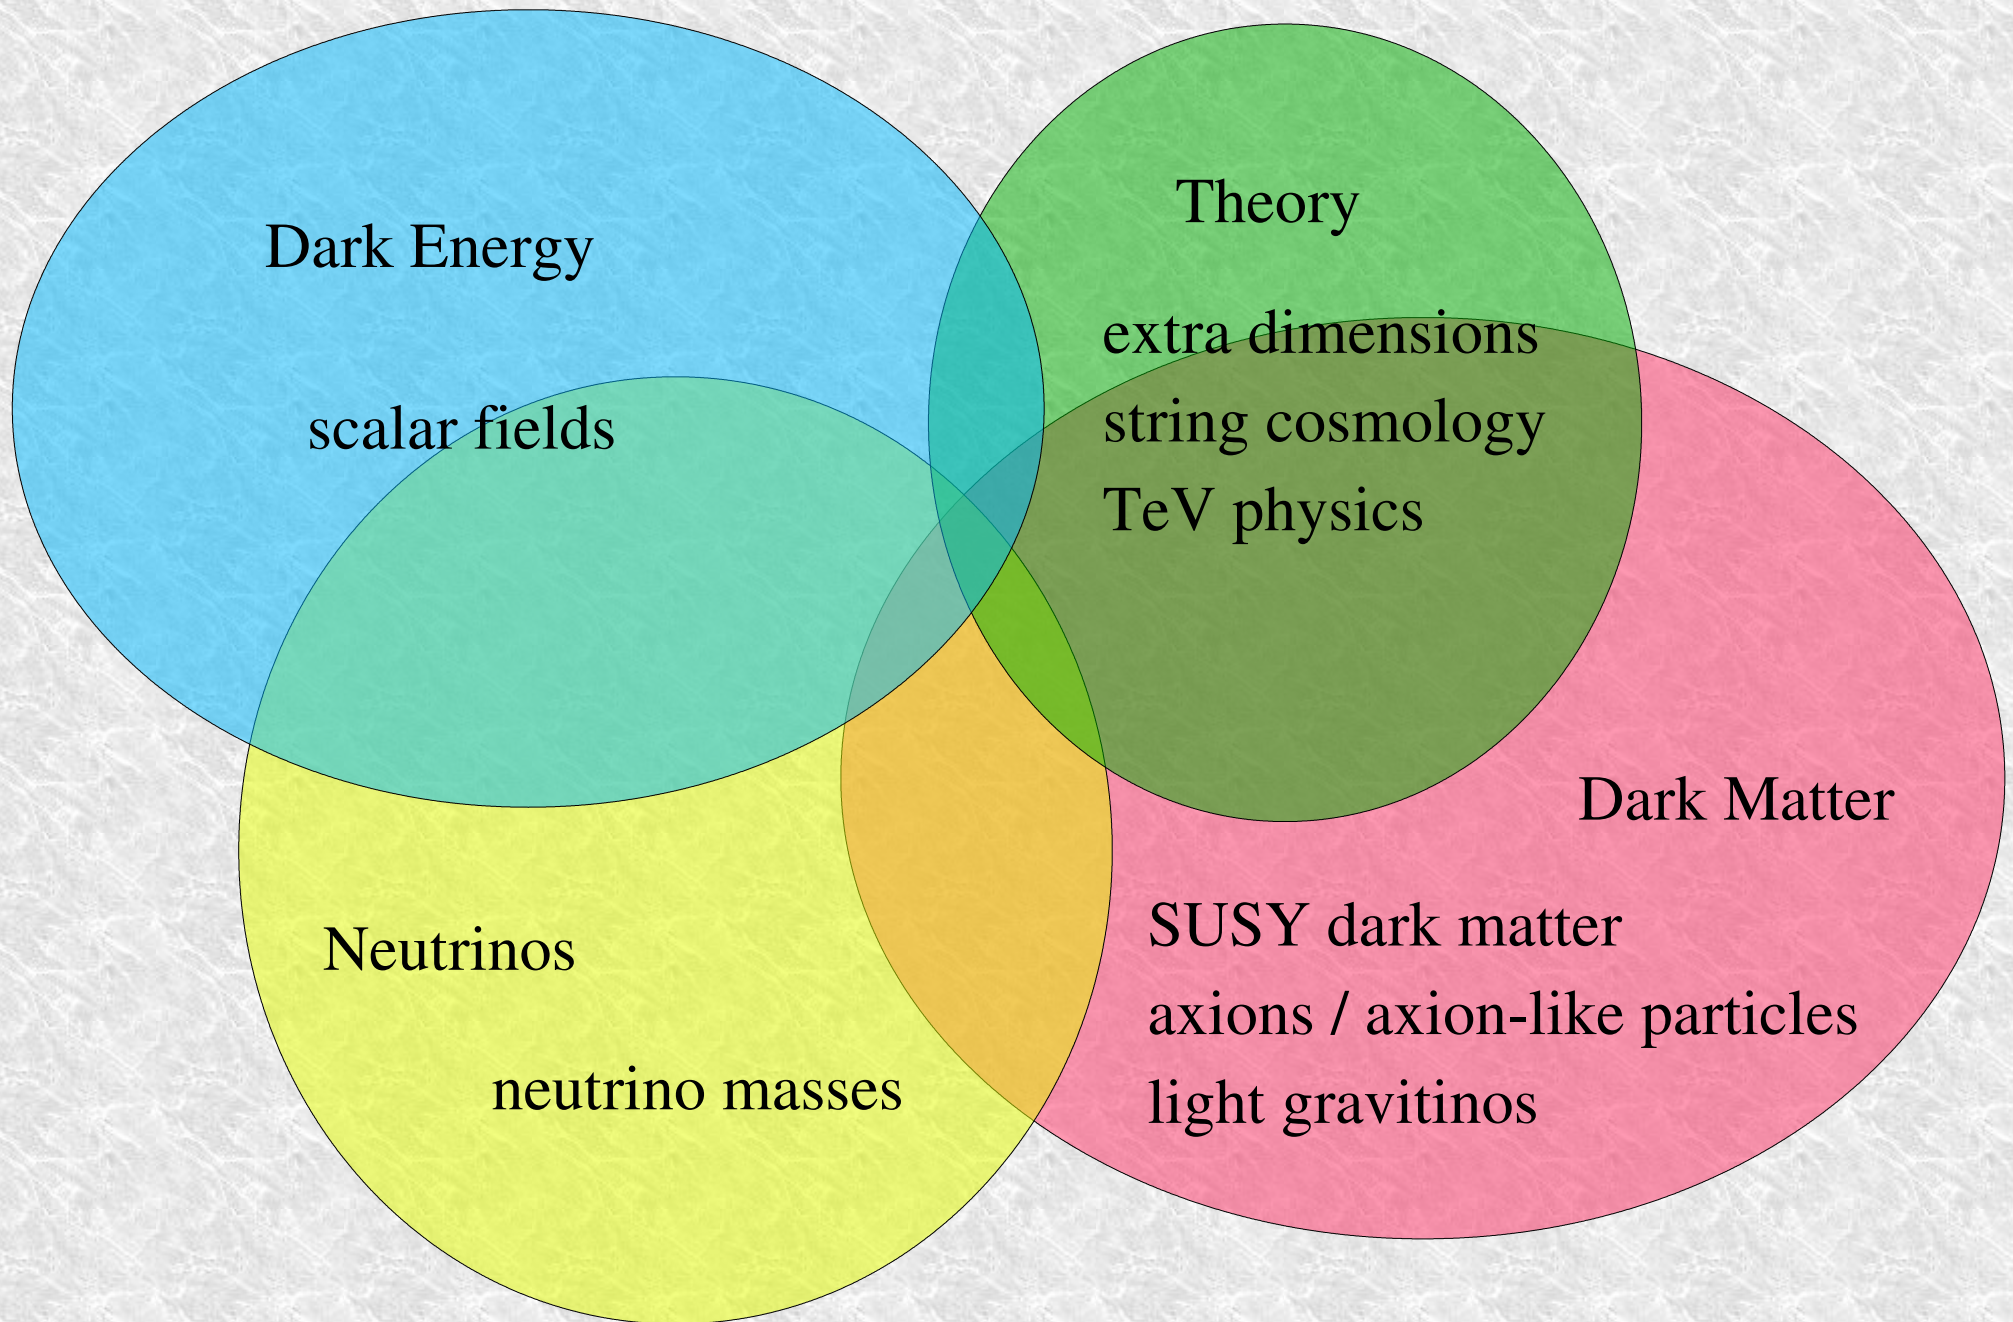 Dark Energy
scalar fields
Theory
extra dimensions
string cosmology
TeV physics
Neutrinos
neutrino masses
Dark Matter
SUSY dark matter
axions / axion-like particles
light gravitinos